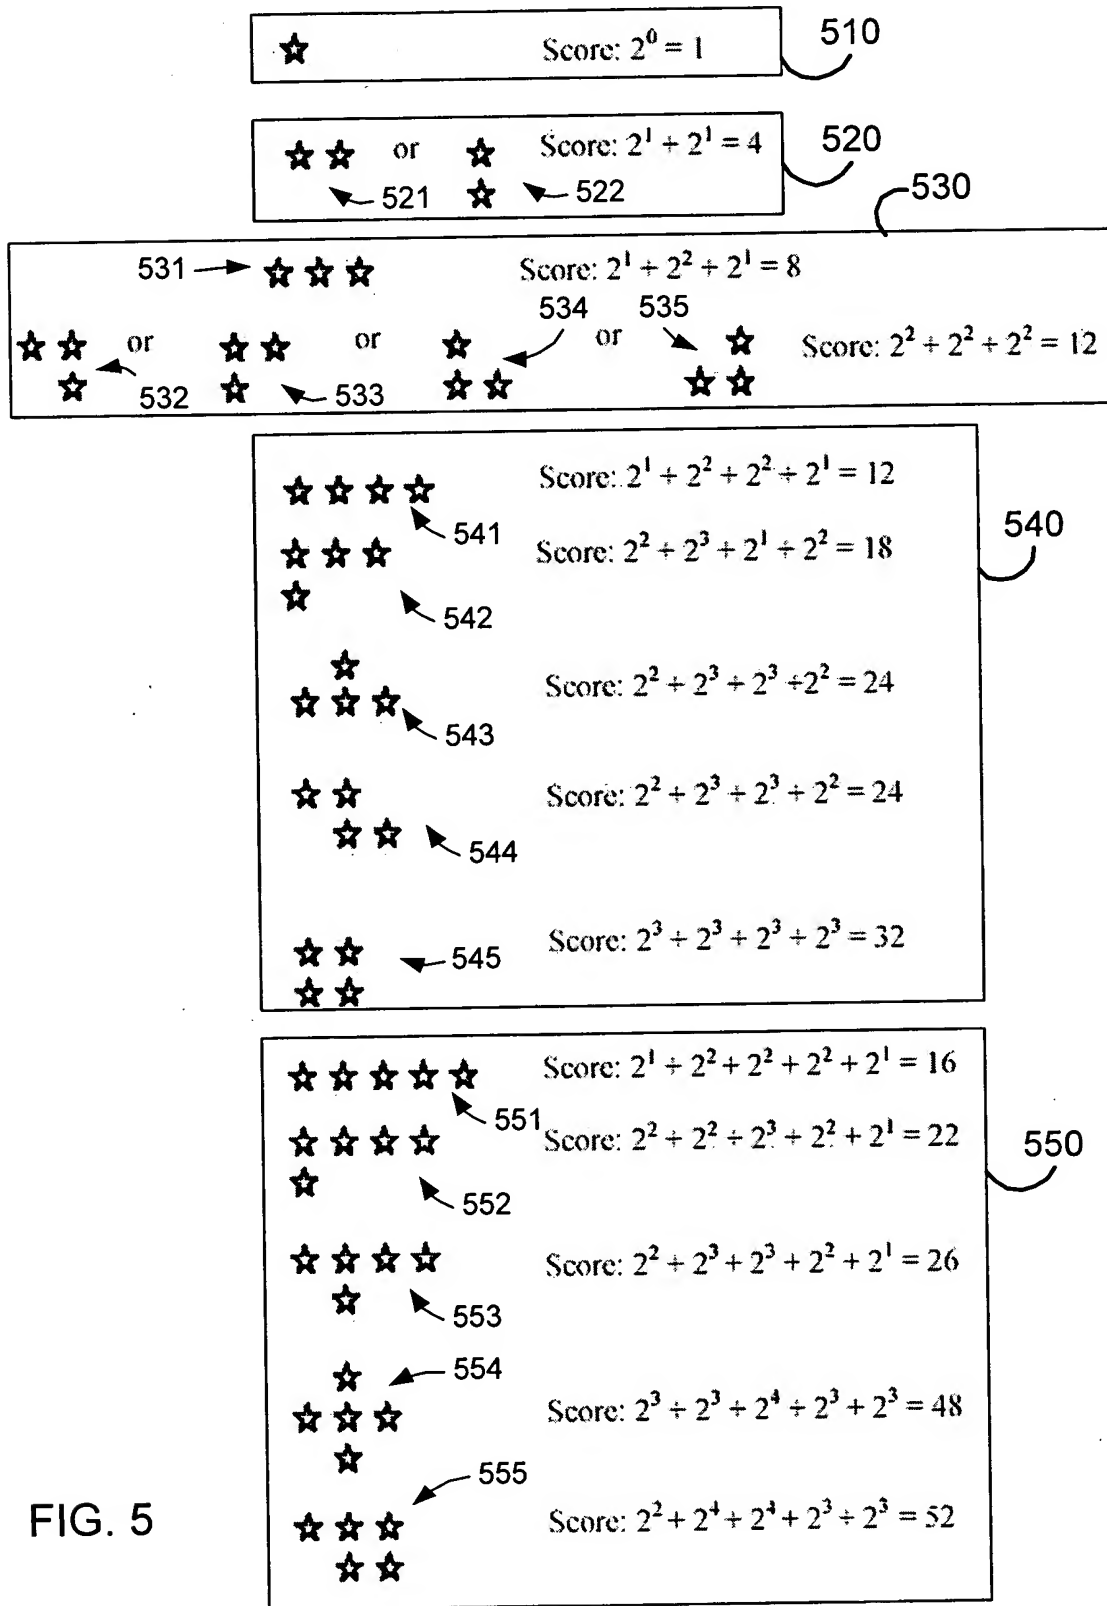 Score: 2⁰ = 1
510
or
Score: 2¹ + 2¹ = 4
520
521
522
530
531
Score: 2¹ + 2² + 2¹ = 8
534
535
or
or
or
Score: 2² + 2² + 2² = 12
532
533
Score: 2¹ + 2² + 2² + 2¹ = 12
541
540
Score: 2² + 2³ + 2¹ + 2² = 18
542
Score: 2² + 2³ + 2³ + 2² = 24
543
Score: 2² + 2³ + 2³ + 2² = 24
544
Score: 2³ + 2³ + 2³ + 2³ = 32
545
Score: 2¹ + 2² + 2² + 2² + 2¹ = 16
551
Score: 2² + 2² + 2³ + 2² + 2¹ = 22
550
552
Score: 2² + 2³ + 2³ + 2² + 2¹ = 26
553
554
Score: 2³ + 2³ + 2⁴ + 2³ + 2³ = 48
555
FIG. 5
Score: 2² + 2⁴ + 2⁴ + 2³ + 2³ = 52